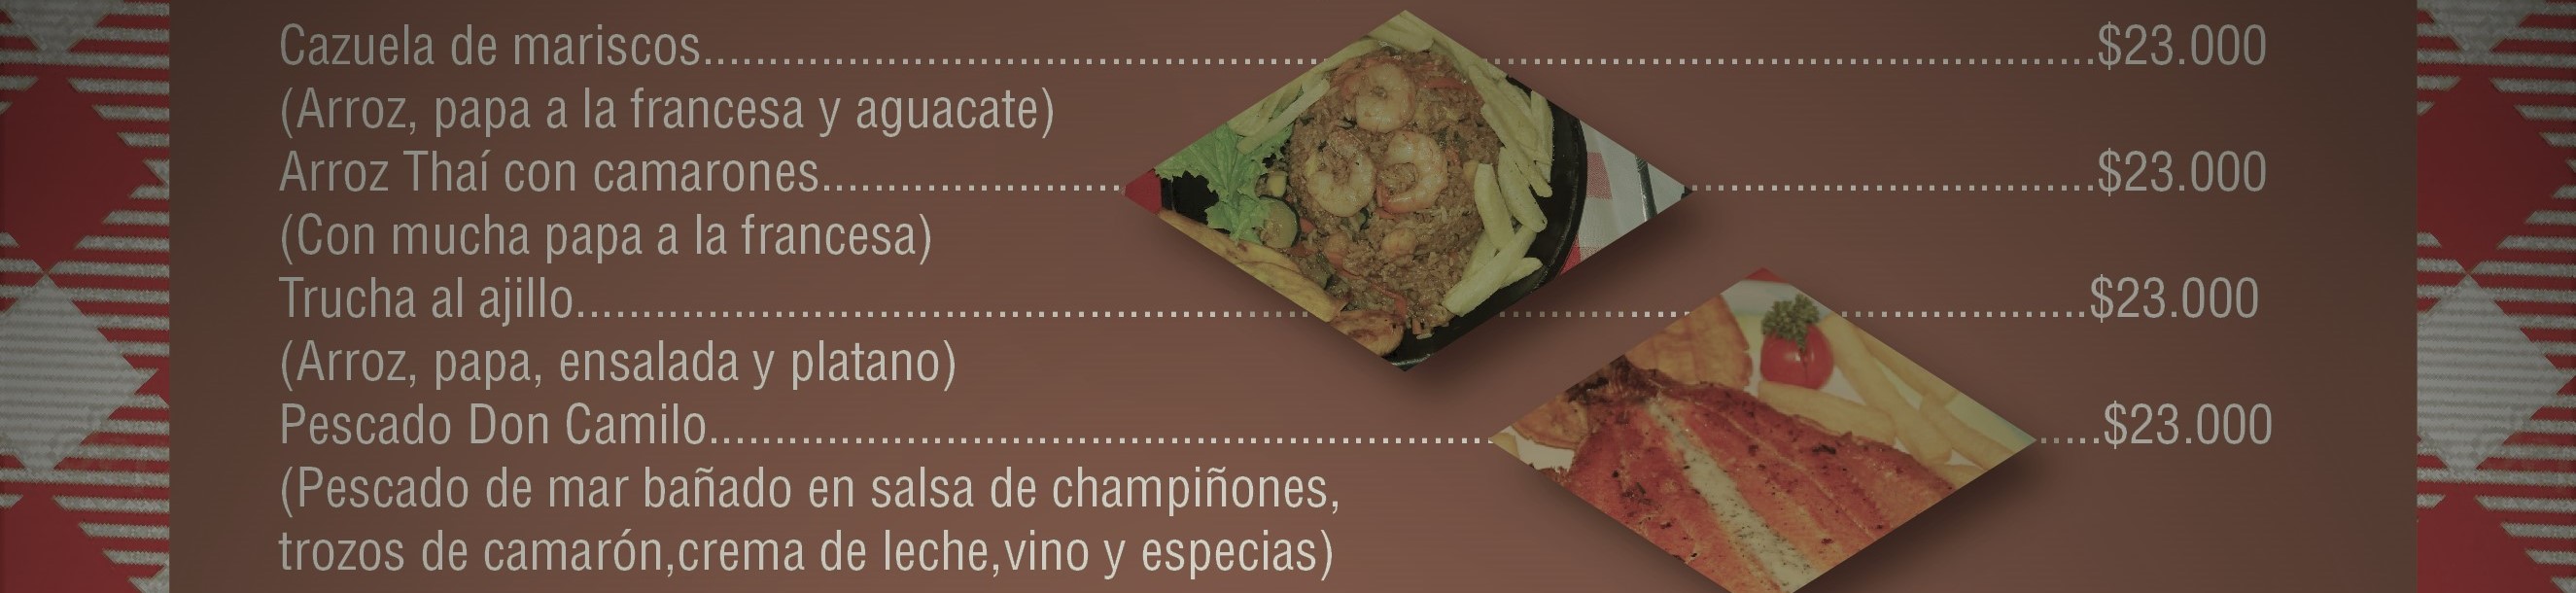 Cazuela de mariscos..........$23.000
(Arroz, papa a la francesa y aguacate)
Arroz Thaí con camarones..........$23.000
(Con mucha papa a la francesa)
Trucha al ajillo..........$23.000
(Arroz, papa, ensalada y platano)
Pescado Don Camilo..........$23.000
(Pescado de mar bañado en salsa de champiñones,
trozos de camarón,crema de leche,vino y especias)